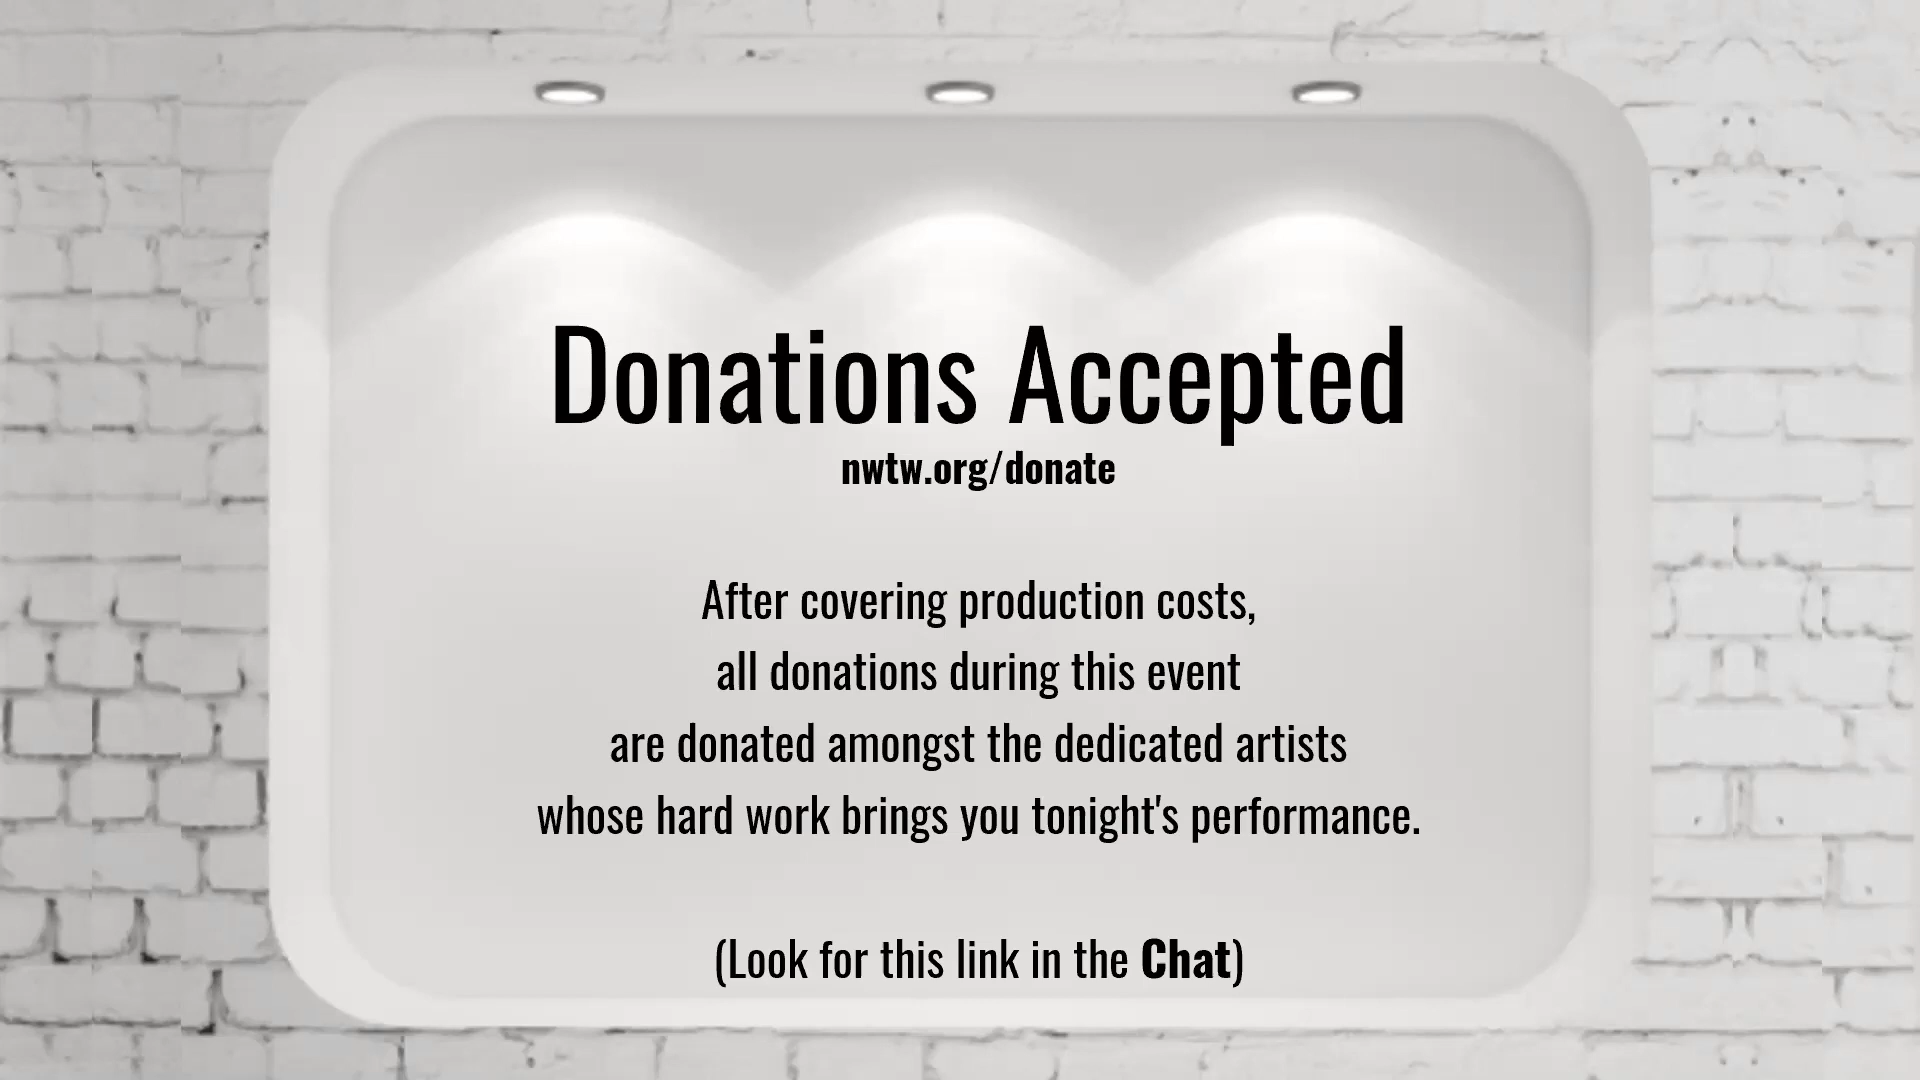 Donations Accepted
nwtw.org/donate
After covering production costs,
all donations during this event
are donated amongst the dedicated artists
whose hard work brings you tonight's performance.
(Look for this link in the Chat)